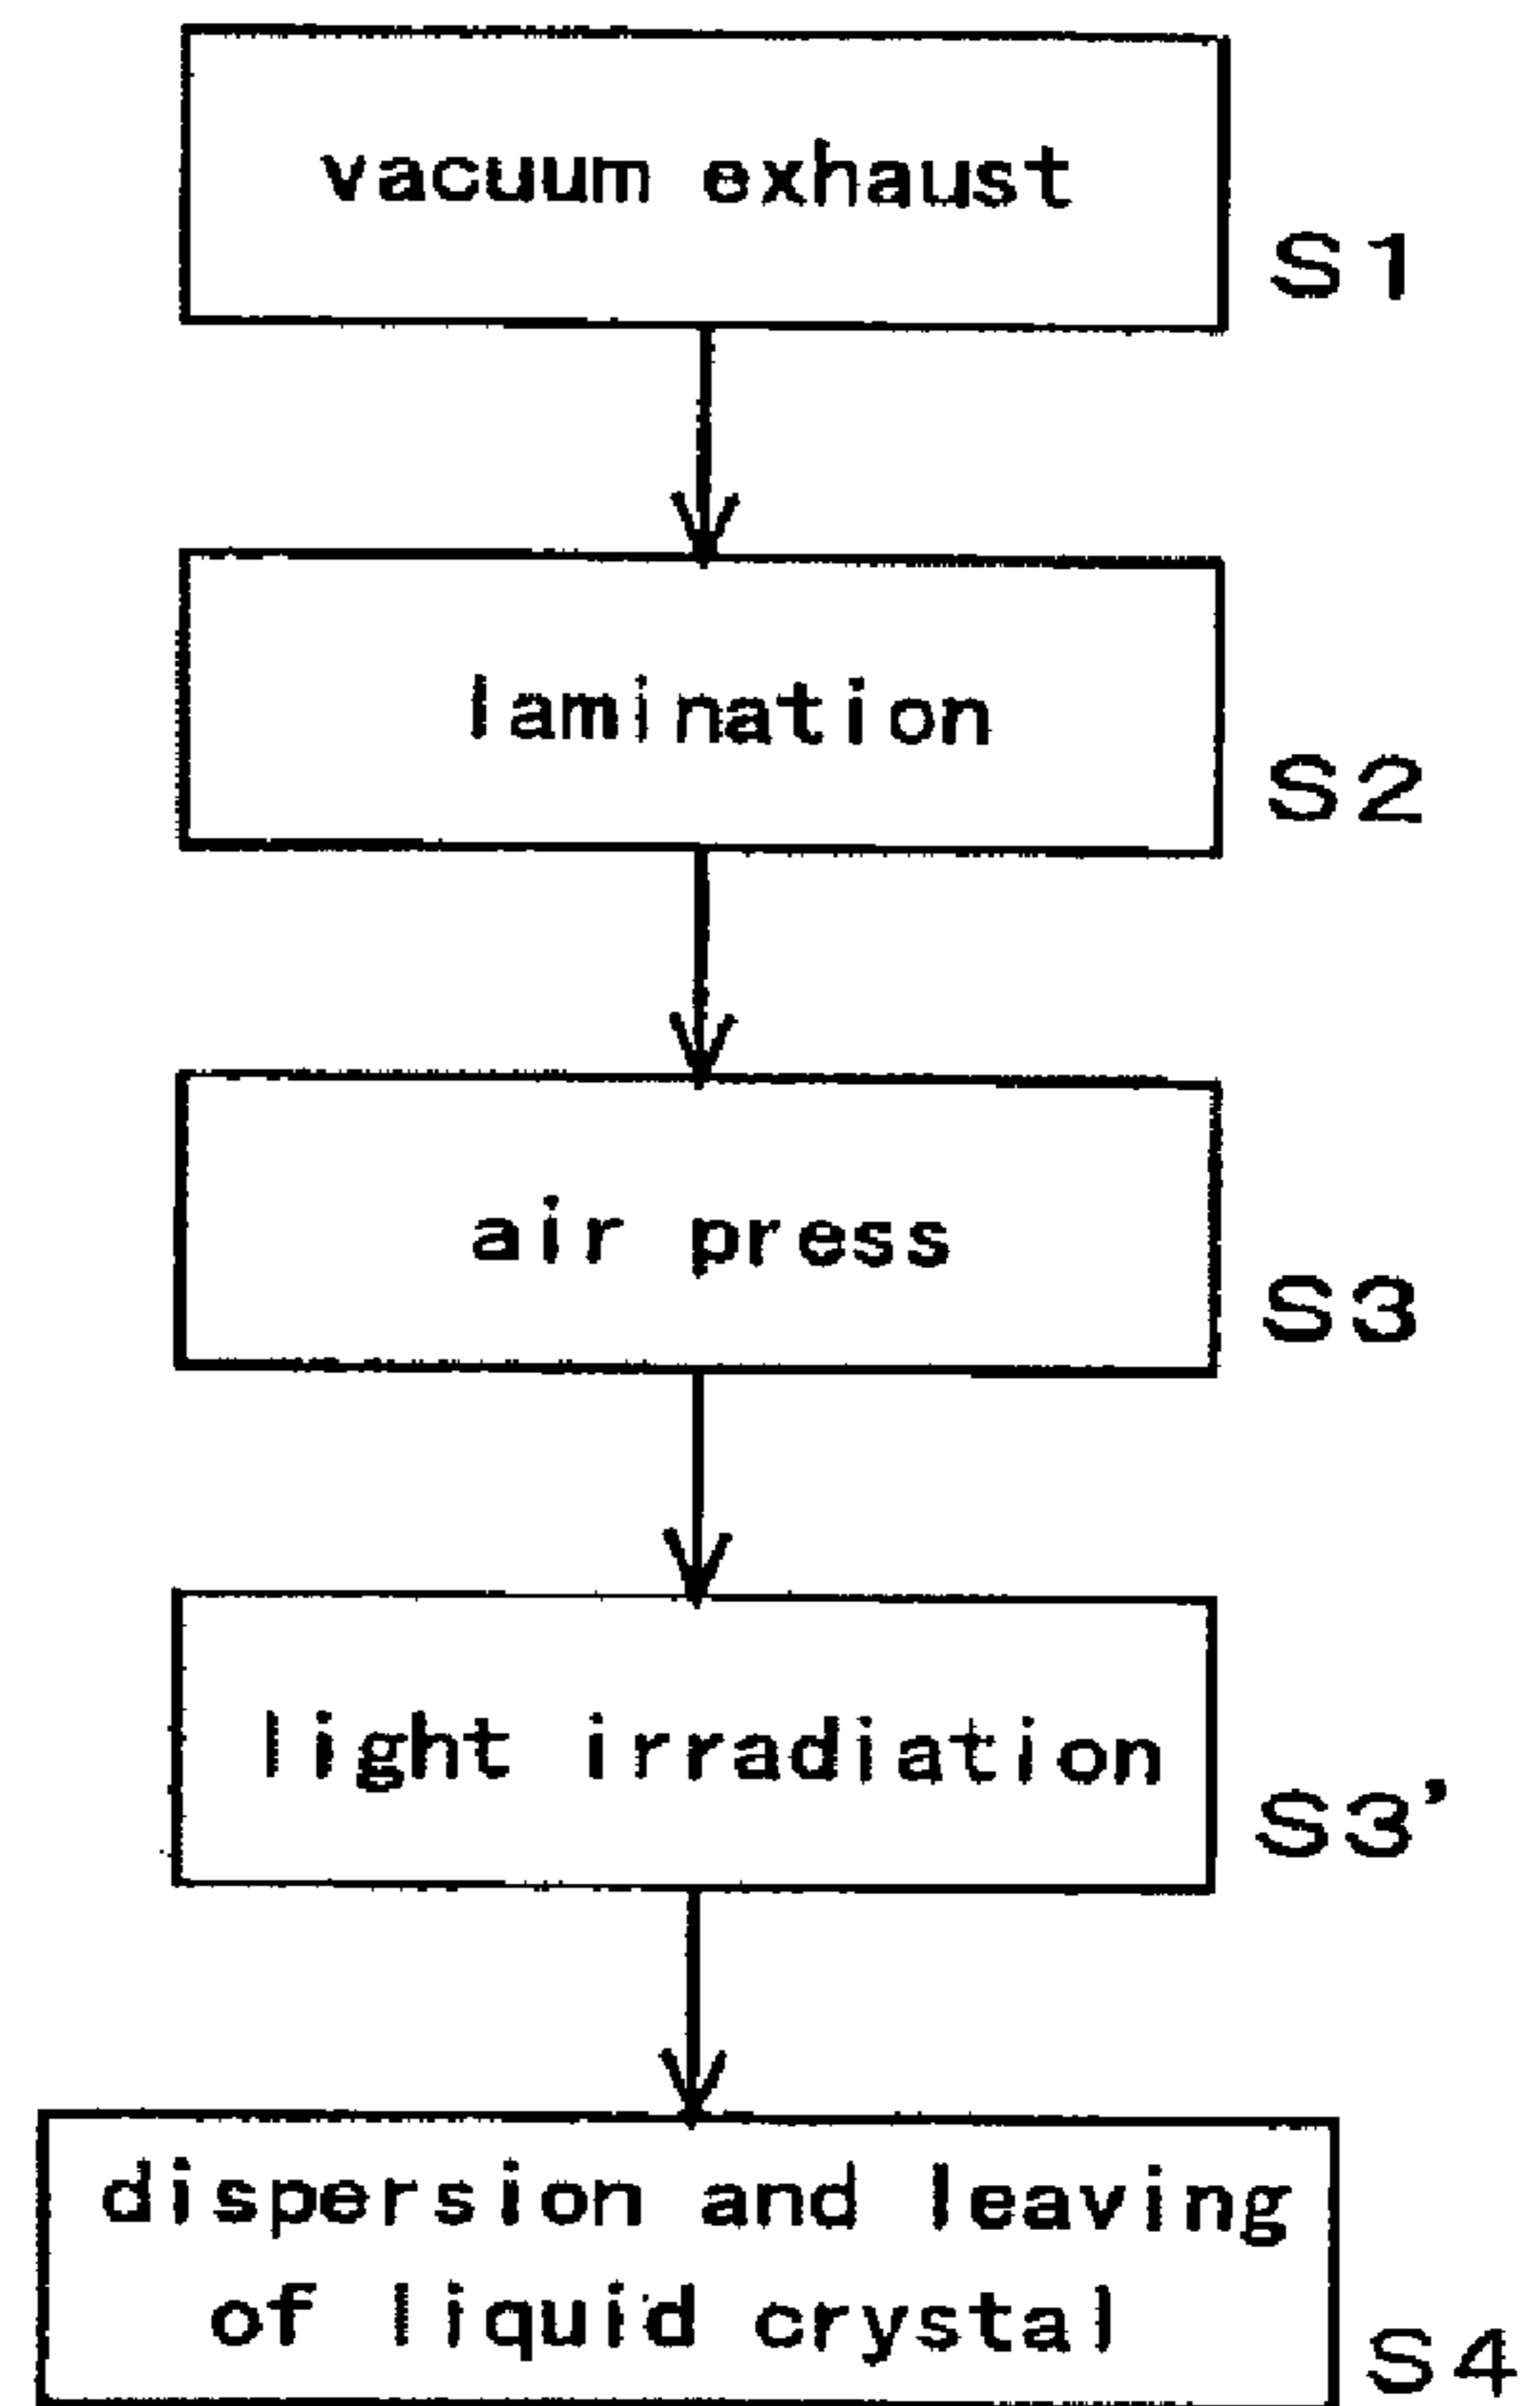 vacuum exhaust
S1
lamination
S2
air press
S3
light irradiation
S3'
dispersion and leaving
of liquid crystal
S4